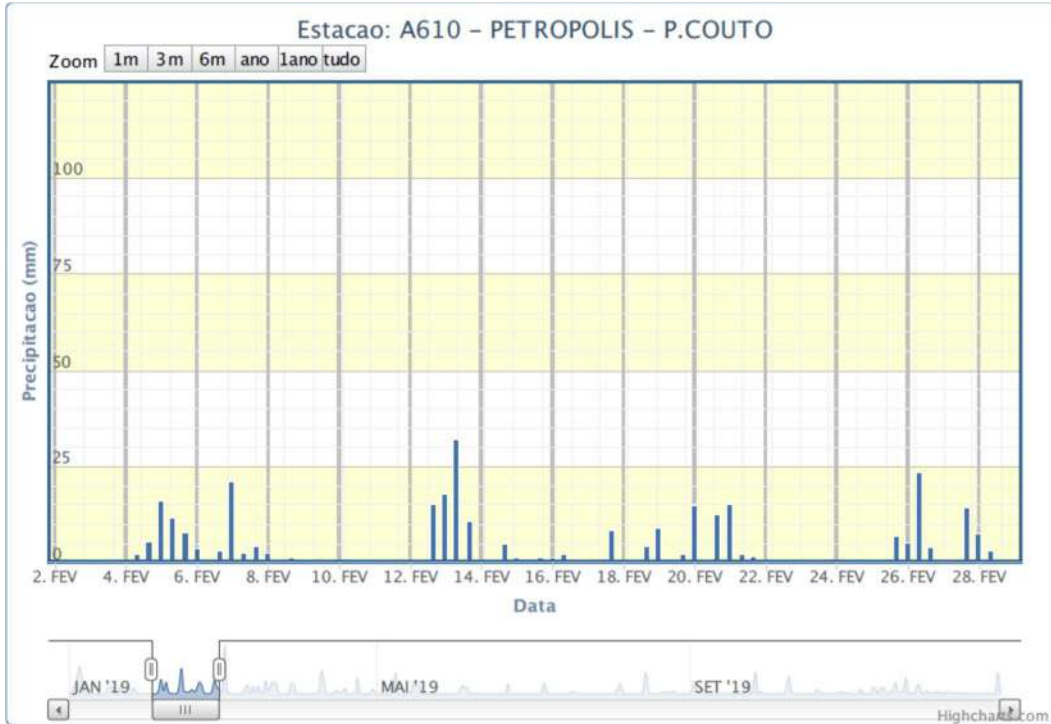 Estacao: A610 - PETROPOLIS - P.COUTO
Zoom 1m 3m 6m ano 1ano tudo
Precipitacao (mm)
100
75
50
25
0
2. FEV 4. FEV 6. FEV 8. FEV 10. FEV 12. FEV 14. FEV 16. FEV 18. FEV 20. FEV 22. FEV 24. FEV 26. FEV 28. FEV
Data
JAN '19 MAI '19 SET '19
Highcharts.com